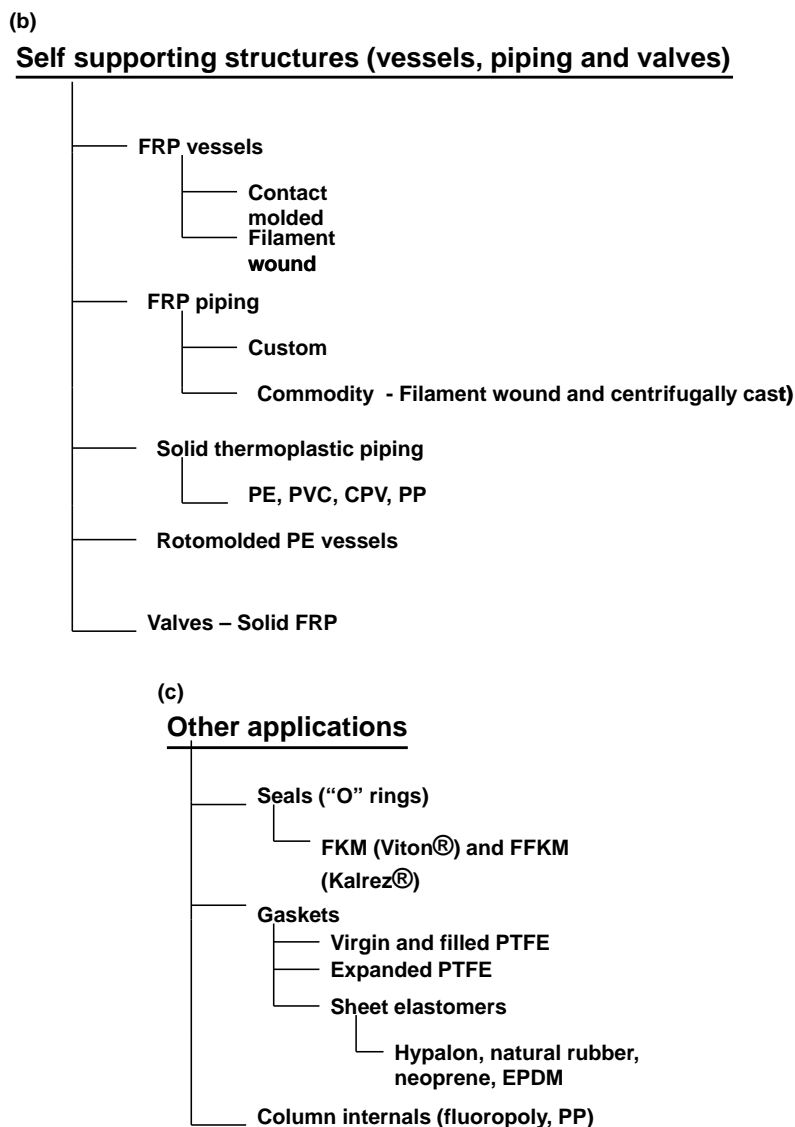 (b)
Self supporting structures (vessels, piping and valves)
FRP vessels
Contact
molded
Filament
wound
FRP piping
Custom
Commodity - Filament wound and centrifugally cast)
Solid thermoplastic piping
PE, PVC, CPV, PP
Rotomolded PE vessels
Valves – Solid FRP
(c)
Other applications
Seals (“O” rings)
FKM (Viton®) and FFKM
(Kalrez®)
Gaskets
Virgin and filled PTFE
Expanded PTFE
Sheet elastomers
Hypalon, natural rubber,
neoprene, EPDM
Column internals (fluoropoly, PP)